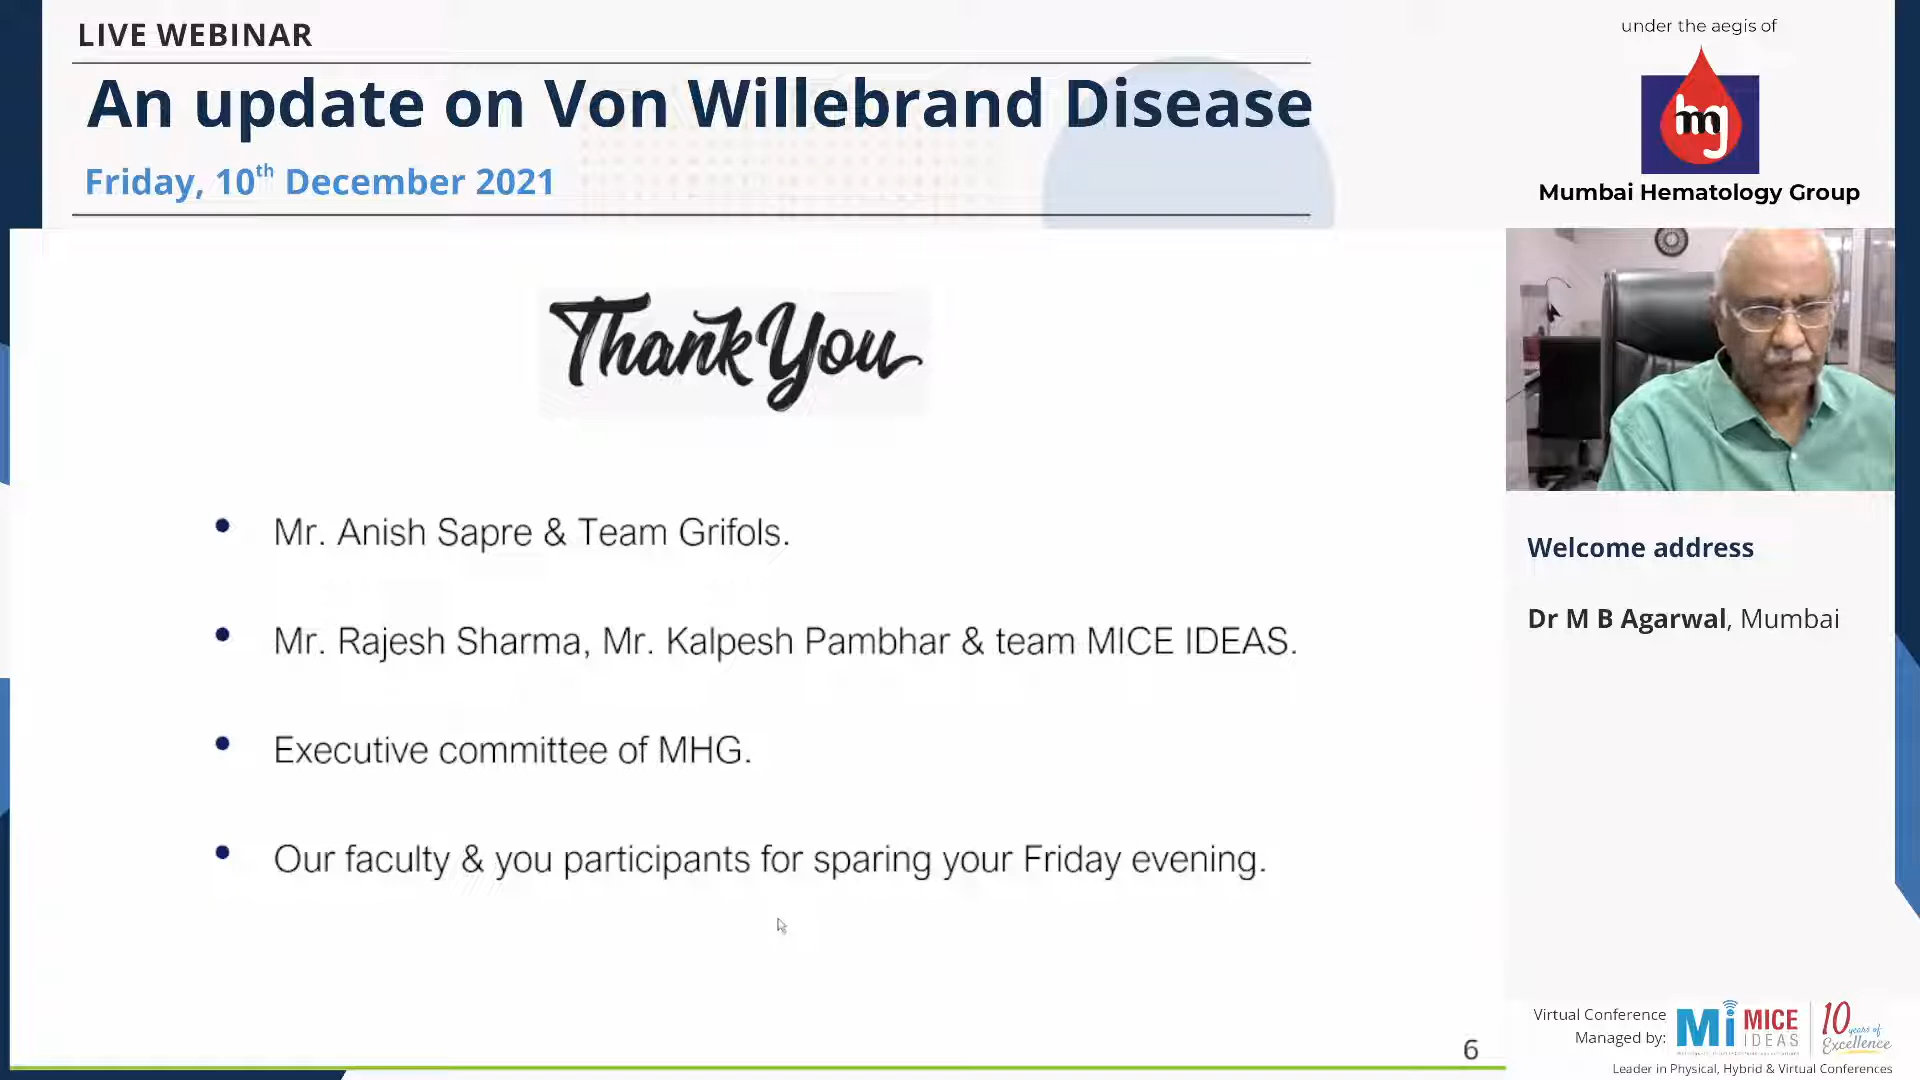 LIVE WEBINAR
An update on Von Willebrand Disease
Friday, 10th December 2021
under the aegis of
hmg
Mumbai Hematology Group
Thank You
• Mr. Anish Sapre & Team Grifols.
• Mr. Rajesh Sharma, Mr. Kalpesh Pambhar & team MICE IDEAS.
• Executive committee of MHG.
• Our faculty & you participants for sparing your Friday evening.
6
Welcome address
Dr M B Agarwal, Mumbai
Virtual Conference
Managed by:
Mi MICE
IDEAS
10 years of
Excellence
Leader in Physical, Hybrid & Virtual Conferences